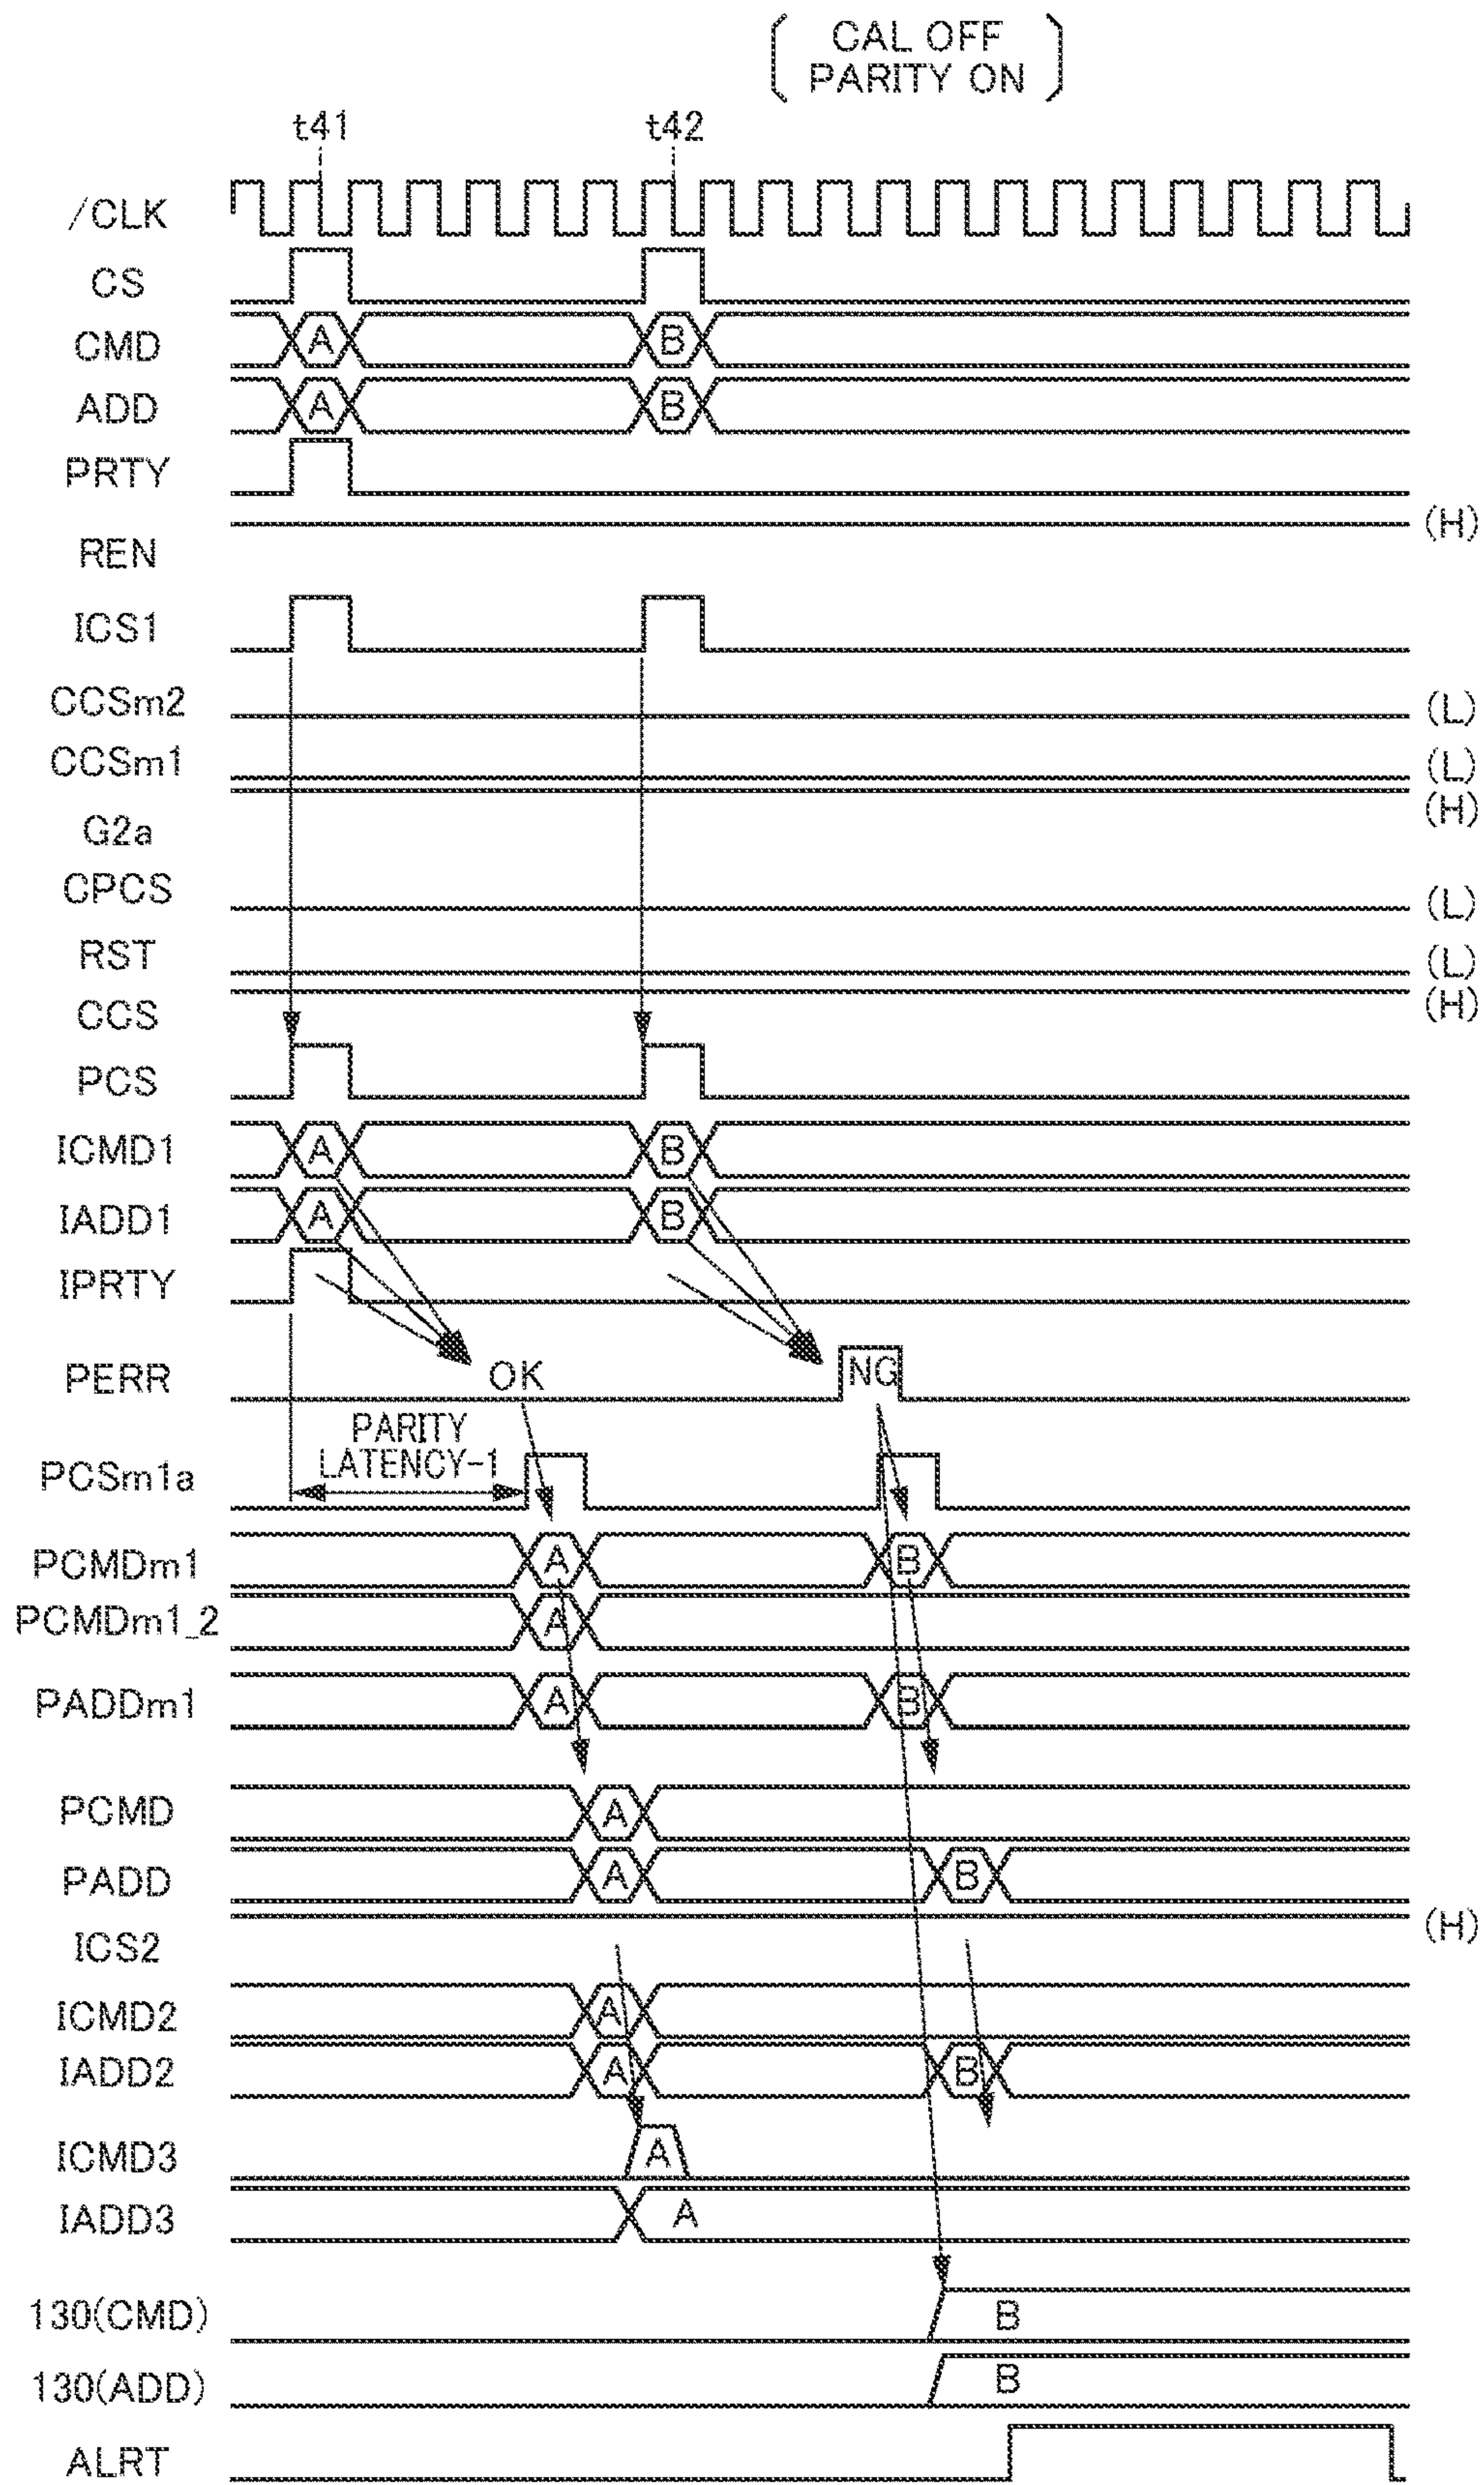 CAL OFF
PARITY ON
t41 t42
/CLK
CS
CMD A B
ADD A B
PRTY
REN (H)
ICS1
CCSm2 (L)
CCSm1 (L)
G2a (H)
CPCS (L)
RST (L)
CCS (H)
PCS
ICMD1 A B
IADD1 A B
IPRTY
PERR OK NG
PARITY
LATENCY-1
PCSm1a
PCMDm1 A B
PCMDm1_2 A
PADDm1 A B
PCMD A
PADD A B
ICS2 (H)
ICMD2 A
IADD2 A B
ICMD3 A
IADD3 A
130(CMD) B
130(ADD) B
ALRT